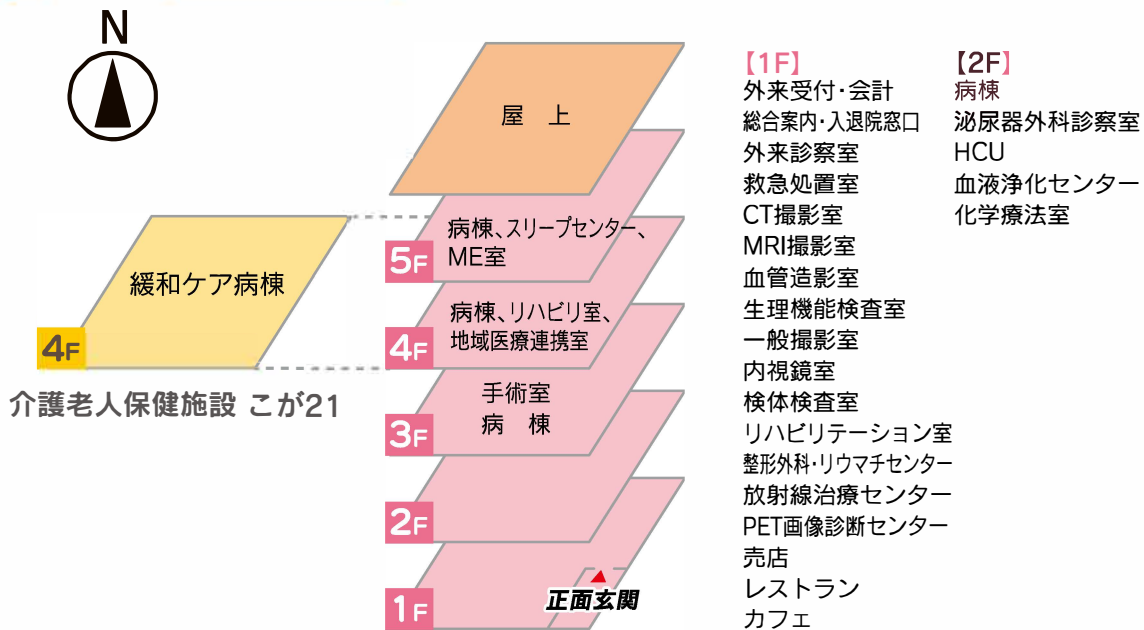 N
屋 上
病棟、スリープセンター、
ME室
5F
緩和ケア病棟
4F
介護老人保健施設 こが21
病棟、リハビリ室、
地域医療連携室
4F
手術室
病 棟
3F
2F
正面玄関
1F
【1F】
外来受付・会計
総合案内・入退院窓口
外来診察室
救急処置室
CT撮影室
MRI撮影室
血管造影室
生理機能検査室
一般撮影室
内視鏡室
検体検査室
リハビリテーション室
整形外科・リウマチセンター
放射線治療センター
PET画像診断センター
売店
レストラン
カフェ
【2F】
病棟
泌尿器外科診察室
HCU
血液浄化センター
化学療法室